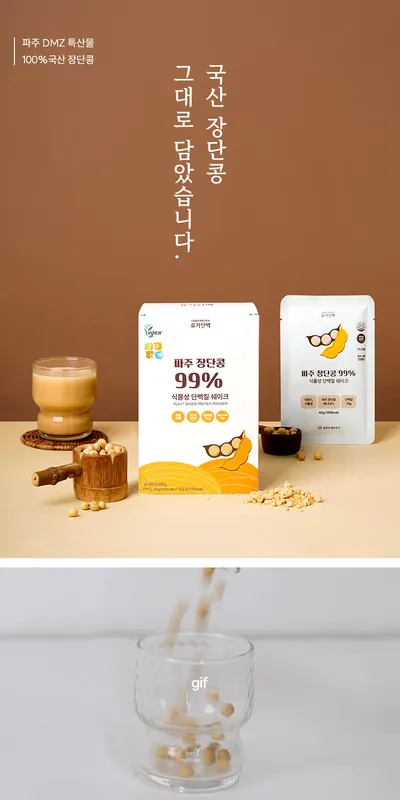 파주 DMZ 특산물
100%국산 장단콩
국산 장단콩
그대로 담았습니다.
Vegan
유기단백
파주 장단콩
99%
식물성 단백질 쉐이크
PLANT BASED PROTEIN POWDER
유기단백
파주 장단콩 99%
식물성 단백질 쉐이크
gif